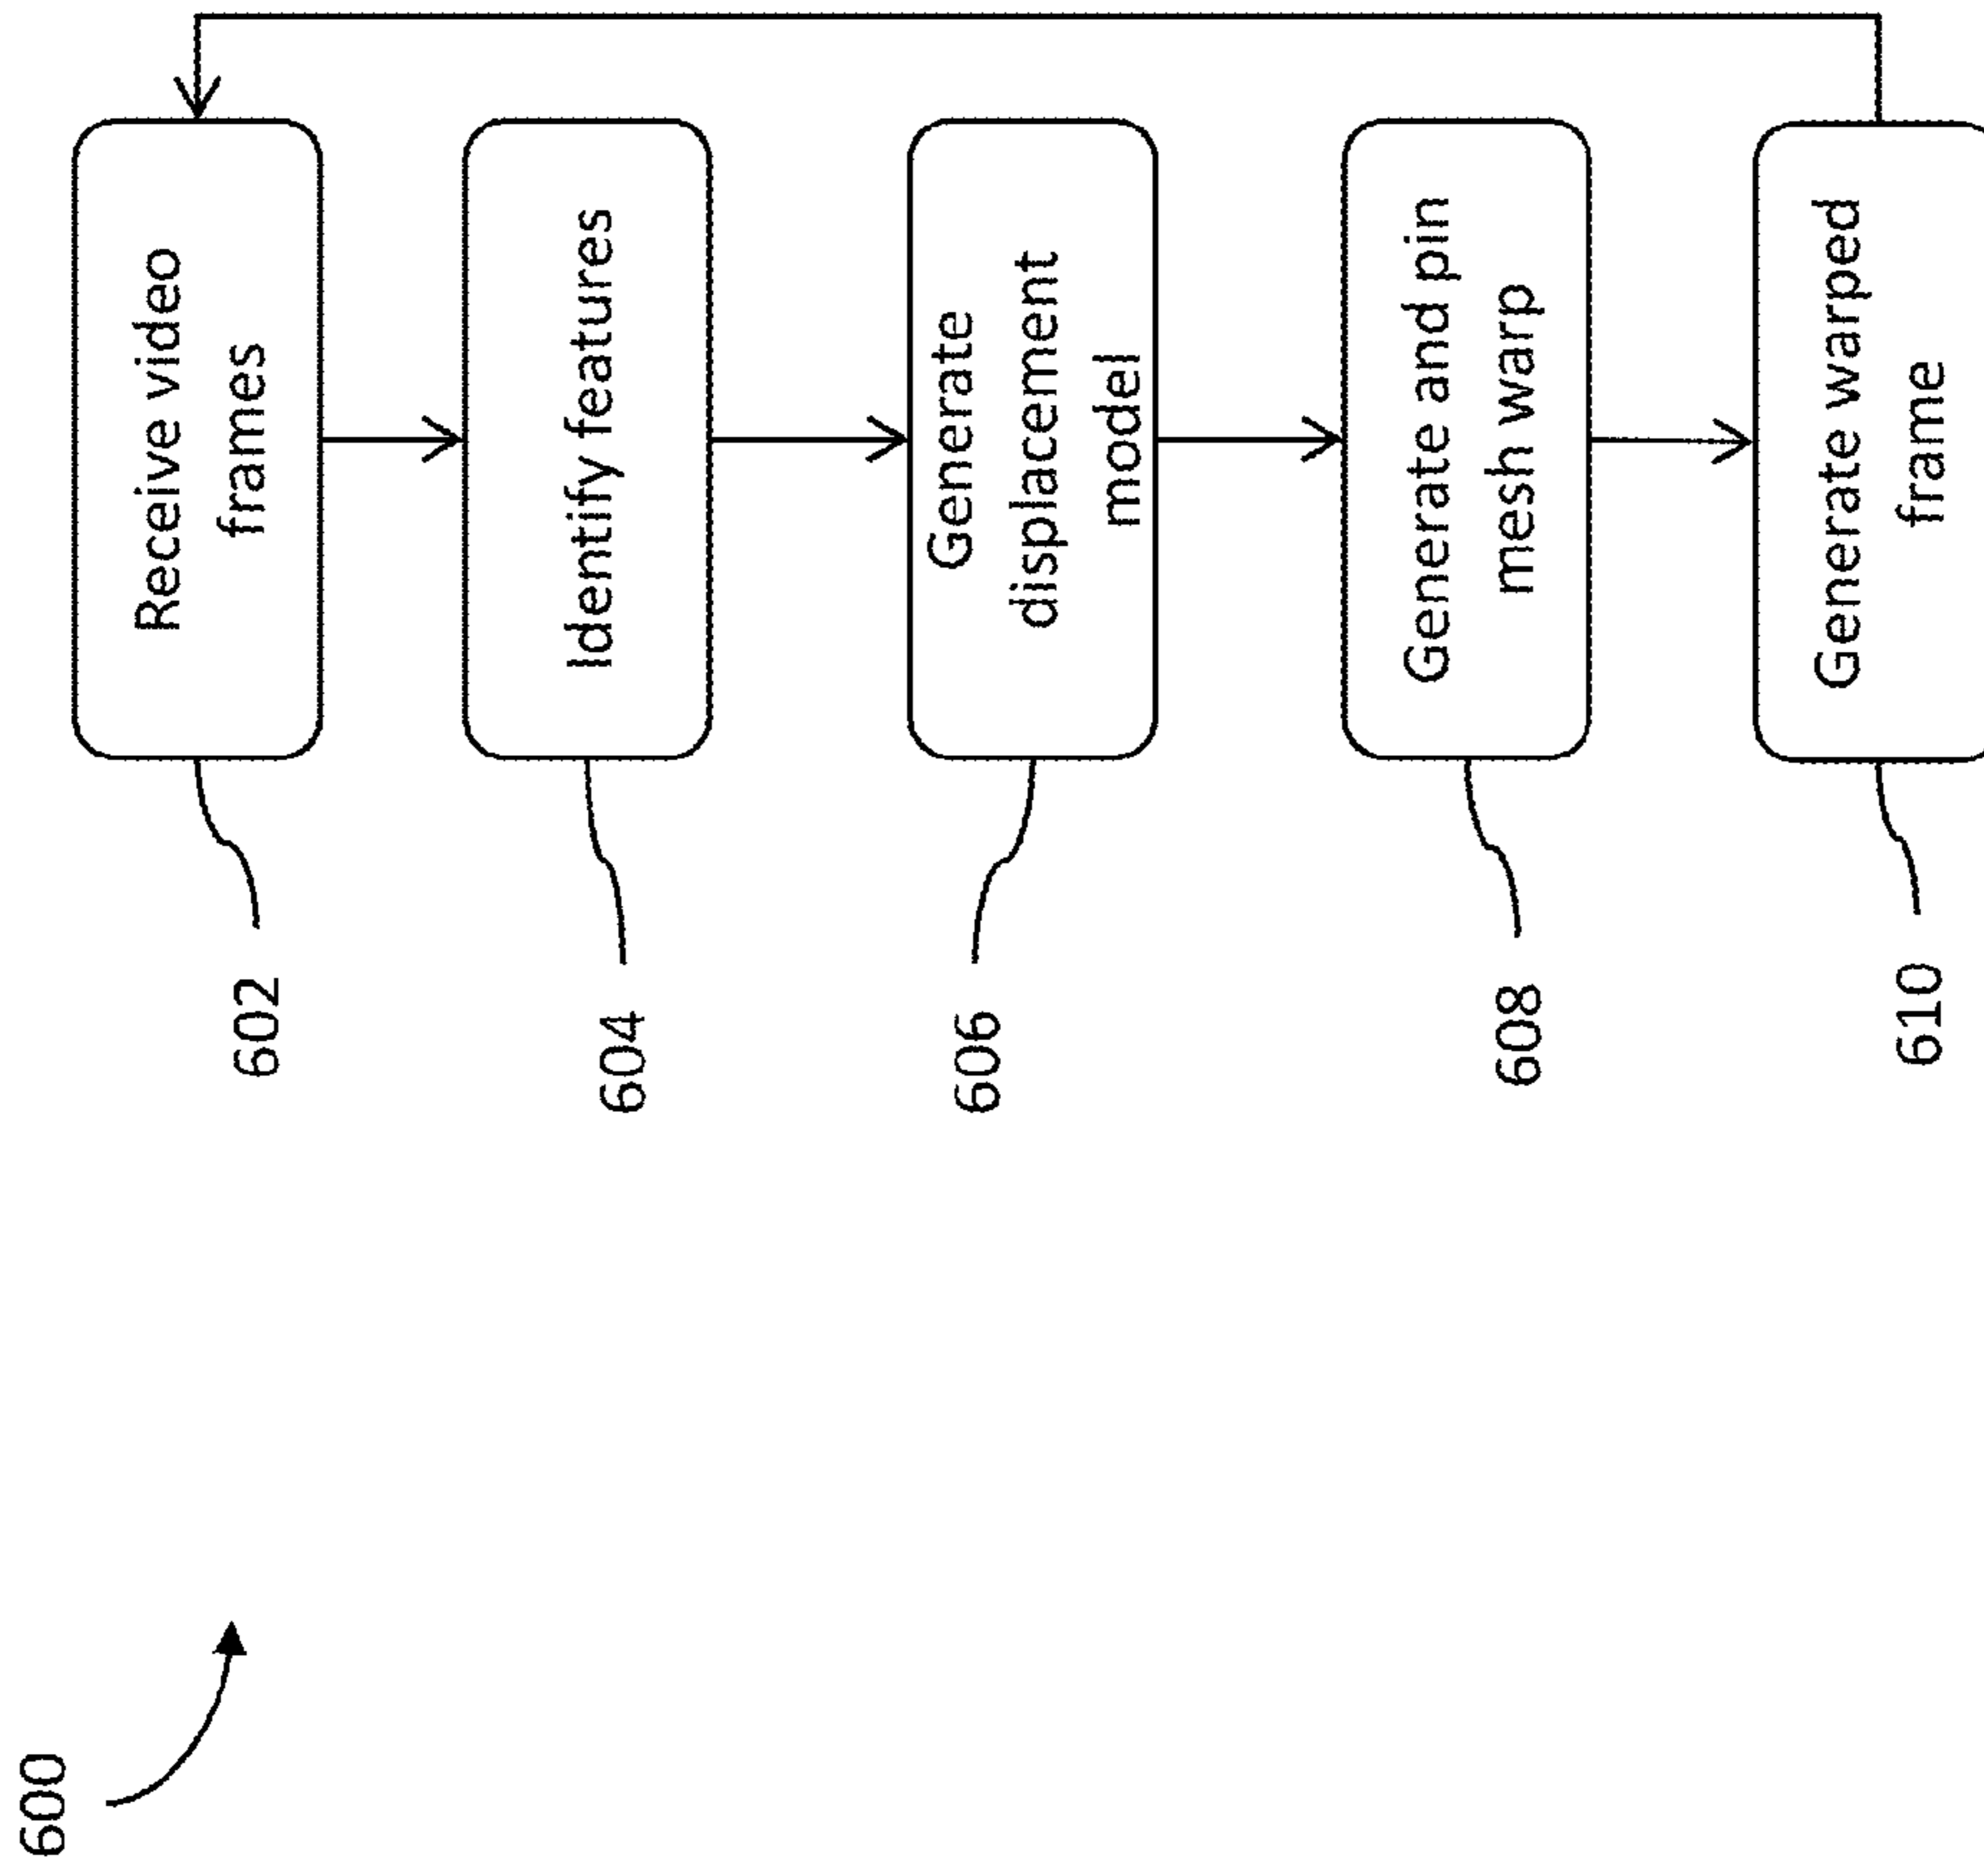 600
602
Receive video
frames
604
Identify features
606
Generate
displacement
model
608
Generate and pin
mesh warp
610
Generate warped
frame